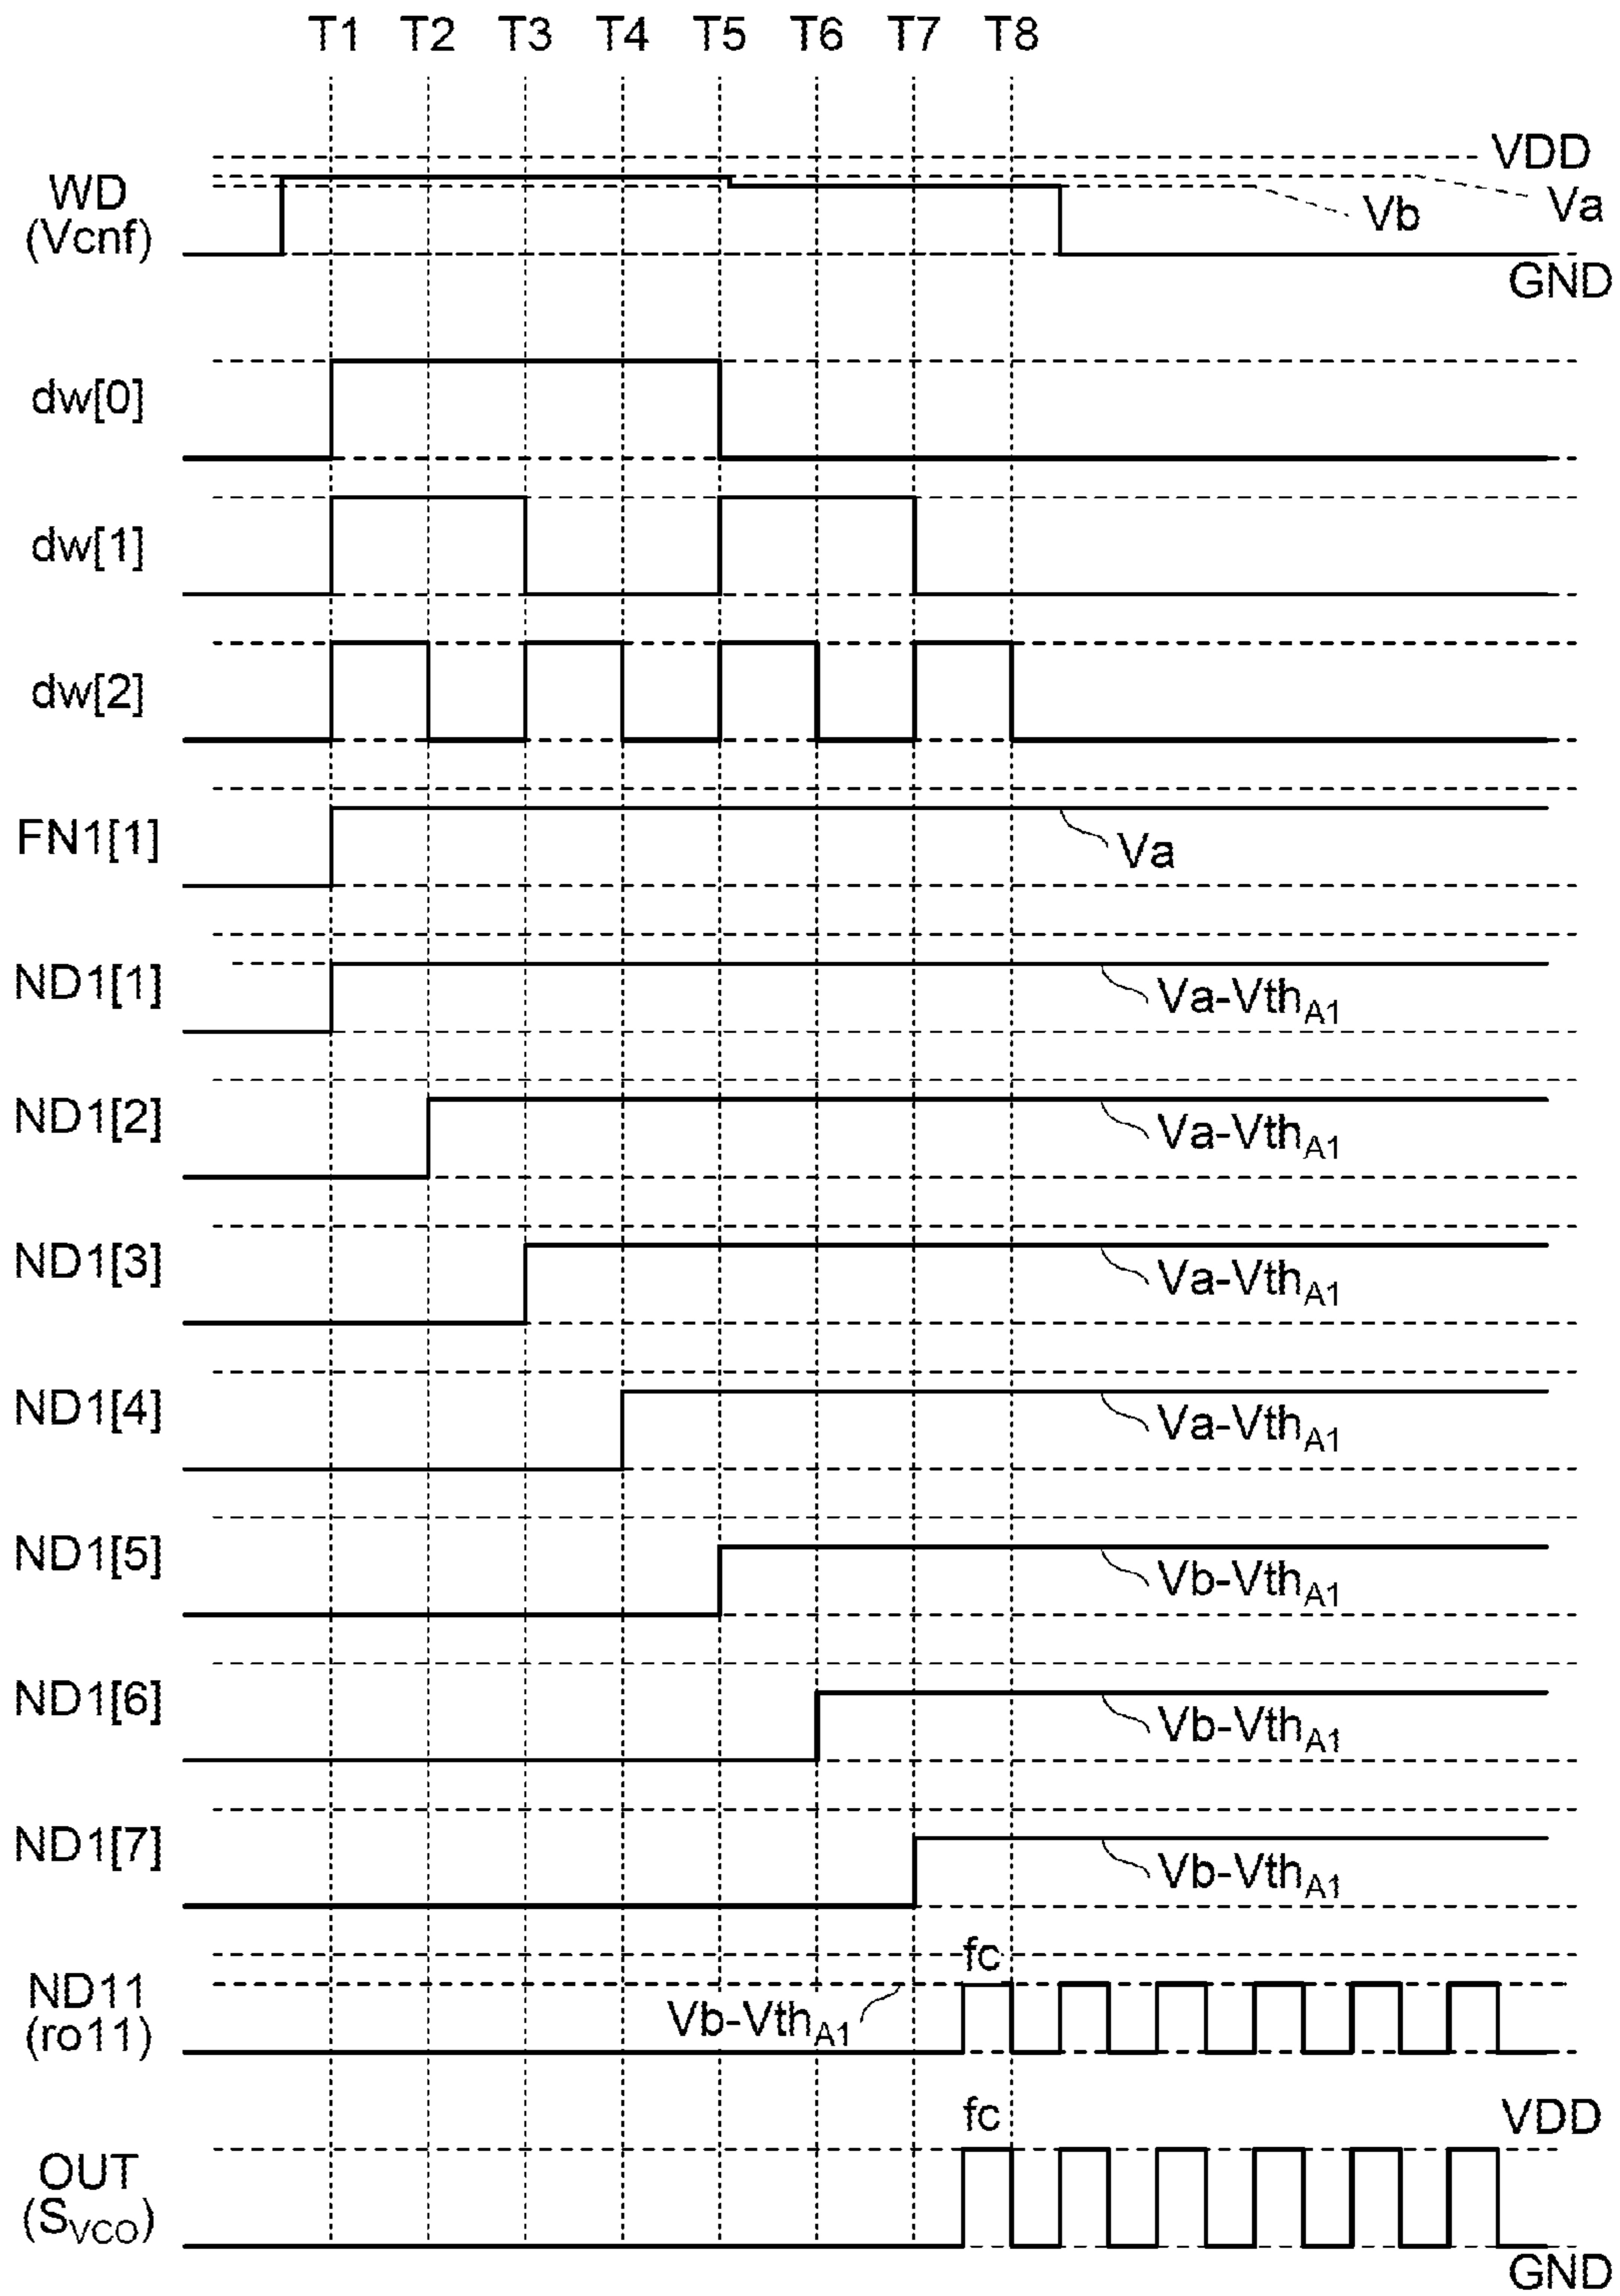 T1 T2 T3 T4 T5 T6 T7 T8
VDD
WD
(Vcnf)
Vb
Va
GND
dw[0]
dw[1]
dw[2]
FN1[1]
Va
ND1[1]
Va-VthA1
ND1[2]
Va-VthA1
ND1[3]
Va-VthA1
ND1[4]
Va-VthA1
ND1[5]
Vb-VthA1
ND1[6]
Vb-VthA1
ND1[7]
Vb-VthA1
fc
ND11
(ro11)
Vb-VthA1
fc
VDD
OUT
(SVCO)
GND